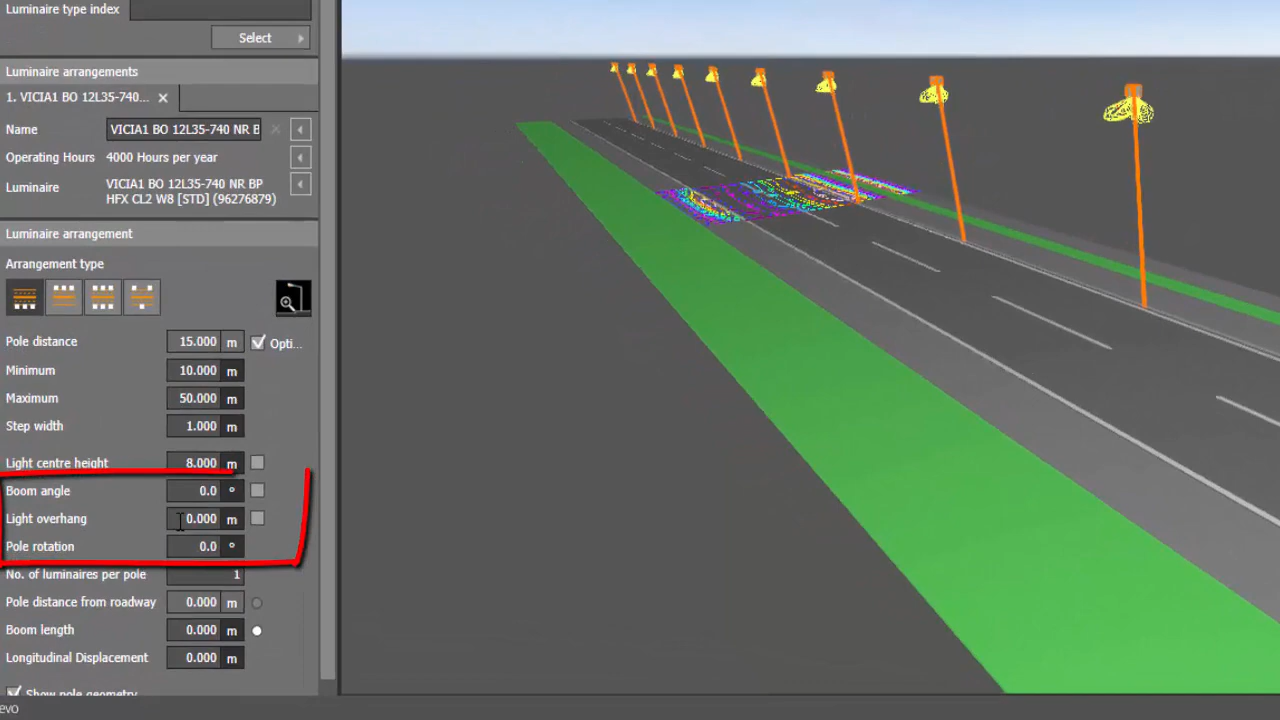 Luminaire type index
Select
Luminaire arrangements
1. VICIA1 BO 12L35-740...
Name VICIA1 BO 12L35-740 NR B
Operating Hours 4000 Hours per year
Luminaire VICIA1 BO 12L35-740 NR BP
HFX CL2 W8 [STD] (96276879)
Luminaire arrangement
Arrangement type
Pole distance 15.000 m Opti...
Minimum 10.000 m
Maximum 50.000 m
Step width 1.000 m
Light centre height 8.000 m
Boom angle 0.0 °
Light overhang 0.000 m
Pole rotation 0.0 °
No. of luminaires per pole 1
Pole distance from roadway 0.000 m
Boom length 0.000 m
Longitudinal Displacement 0.000 m
Show pole geometry
evo